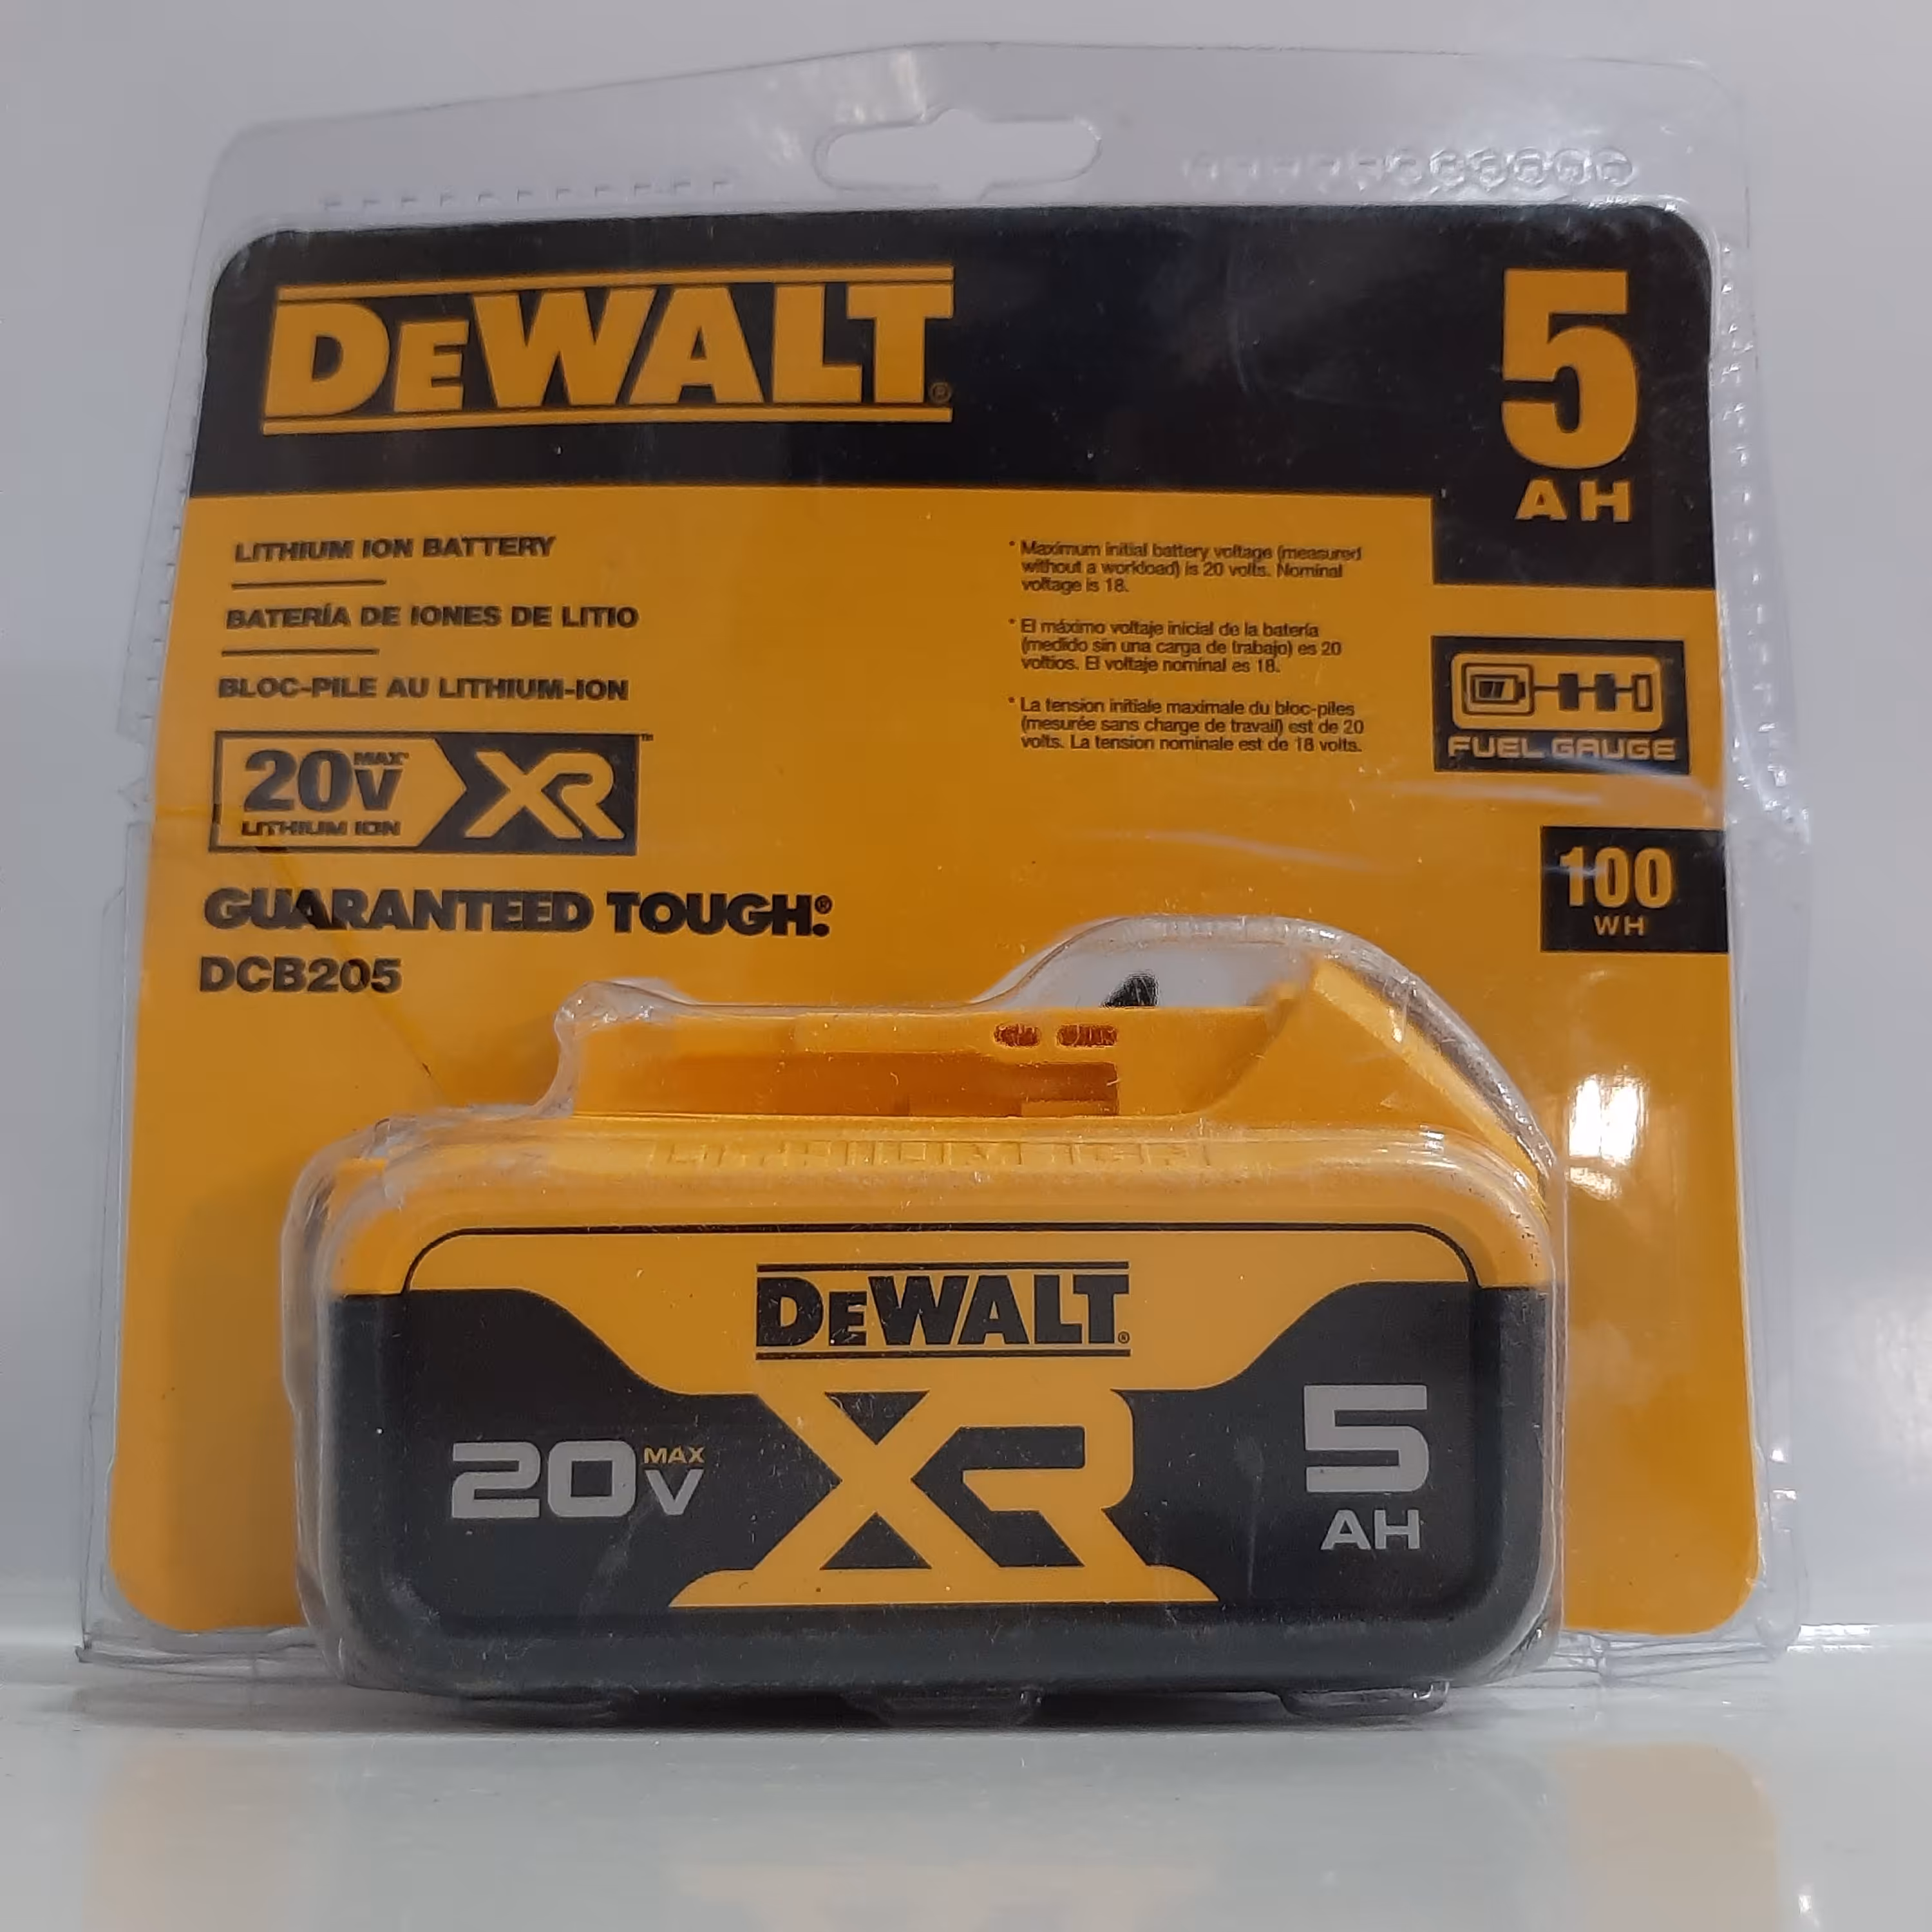 DEWALT®
5
AH
LITHIUM ION BATTERY
BATERÍA DE IONES DE LITIO
BLOC-PILE AU LITHIUM-ION
20V MAX* XR™
LITHIUM ION
GUARANTEED TOUGH.®
DCB205
* Maximum initial battery voltage (measured
without a workload) is 20 volts. Nominal
voltage is 18.
* El máximo voltaje inicial de la batería
(medido sin una carga de trabajo) es 20
voltios. El voltaje nominal es 18.
* La tension initiale maximale du bloc-piles
(mesurée sans charge de travail) est de 20
volts. La tension nominale est de 18 volts.
FUEL GAUGE
100
WH
LITHIUM ION
DEWALT®
XR
20V MAX
5
AH